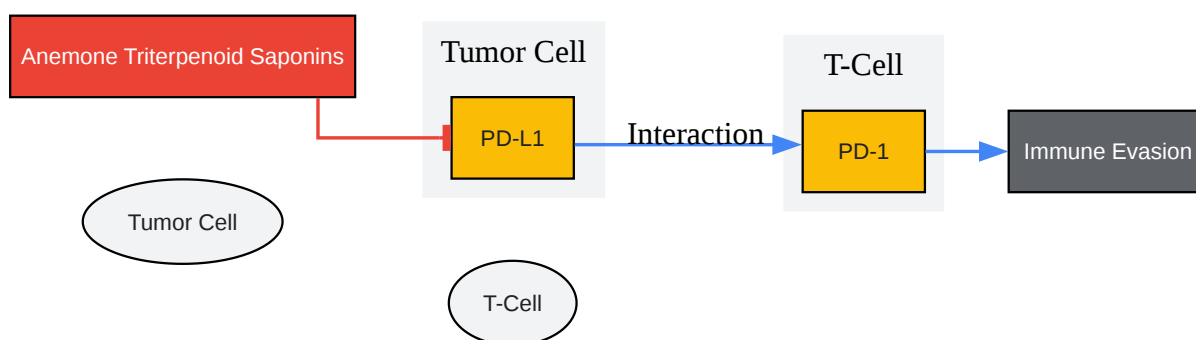 Anemone Triterpenoid Saponins
Tumor Cell
PD-L1
Interaction
T-Cell
PD-1
Immune Evasion
Tumor Cell
T-Cell